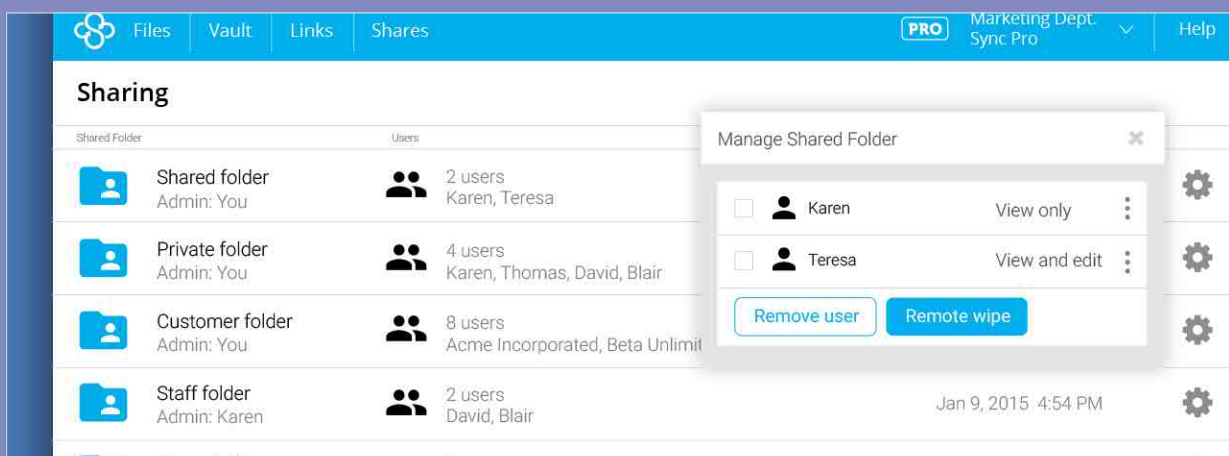 Files Vault Links Shares PRO Marketing Dept. Help
Sync Pro
Sharing
Shared Folder Users
Manage Shared Folder
Shared folder 2 users
Admin: You Karen, Teresa
Karen View only
Private folder 4 users
Admin: You Karen, Thomas, David, Blair
Teresa View and edit
Remove user Remote wipe
Customer folder 8 users
Admin: You Acme Incorporated, Beta Unlimit
Staff folder 2 users
Admin: Karen David, Blair Jan 9, 2015 4:54 PM